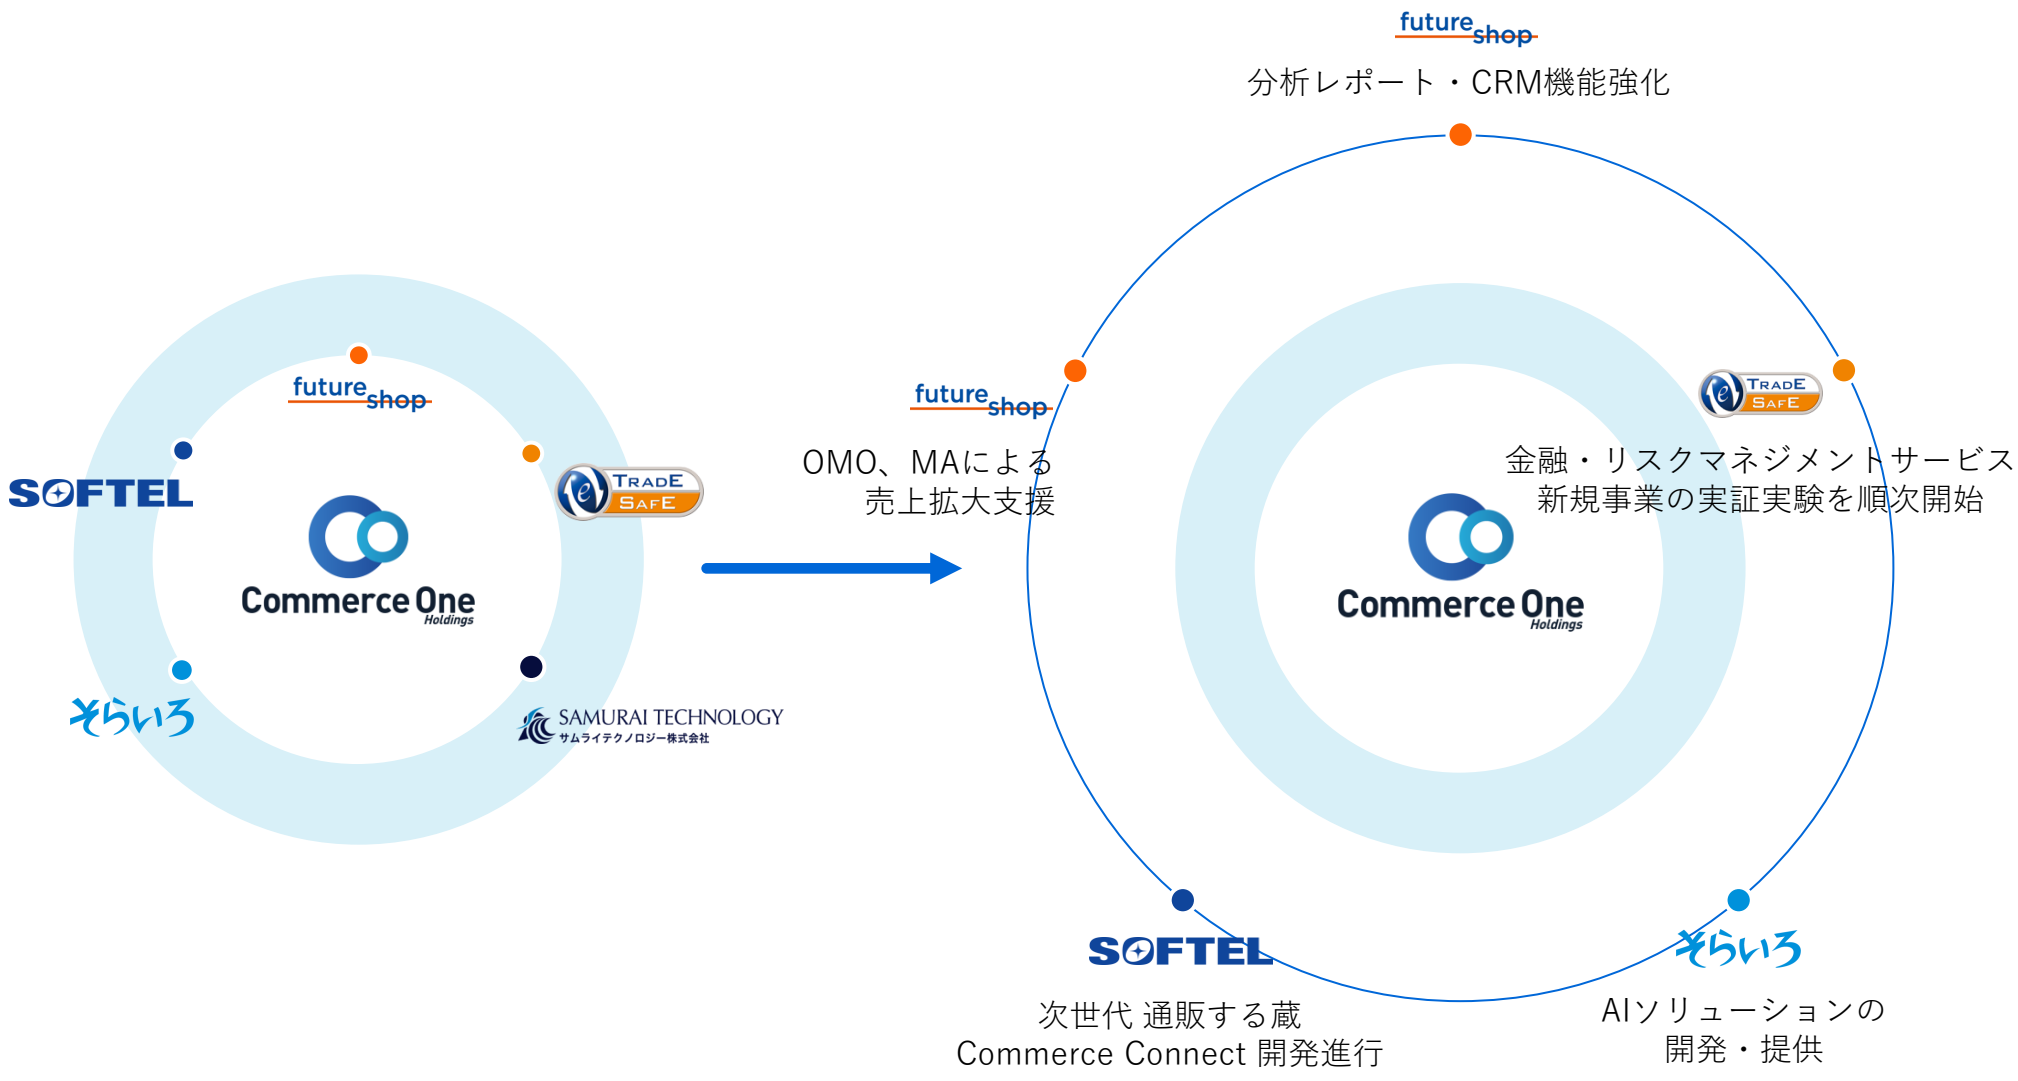 future
shop
SOFTEL
TRADE
SAFE
Commerce One
Holdings
そらいろ
SAMURAI TECHNOLOGY
サムライテクノロジー株式会社
future
shop
分析レポート・CRM機能強化
future
shop
OMO、MAによる
売上拡大支援
TRADE
SAFE
金融・リスクマネジメントサービス
新規事業の実証実験を順次開始
Commerce One
Holdings
SOFTEL
次世代 通販する蔵
Commerce Connect 開発進行
そらいろ
AIソリューションの
開発・提供